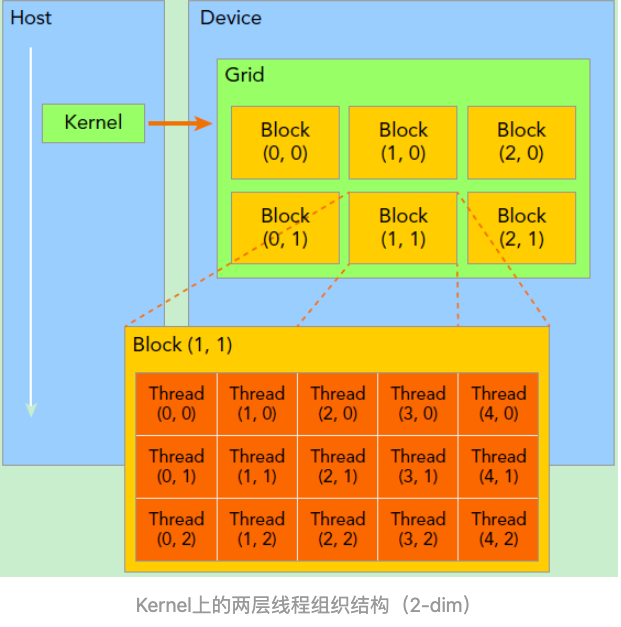 Host
Device
Grid
Kernel
Block
(0, 0)
Block
(1, 0)
Block
(2, 0)
Block
(0, 1)
Block
(1, 1)
Block
(2, 1)
Block (1, 1)
Thread
(0, 0)
Thread
(1, 0)
Thread
(2, 0)
Thread
(3, 0)
Thread
(4, 0)
Thread
(0, 1)
Thread
(1, 1)
Thread
(2, 1)
Thread
(3, 1)
Thread
(4, 1)
Thread
(0, 2)
Thread
(1, 2)
Thread
(2, 2)
Thread
(3, 2)
Thread
(4, 2)
Kernel上的两层线程组织结构（2-dim）